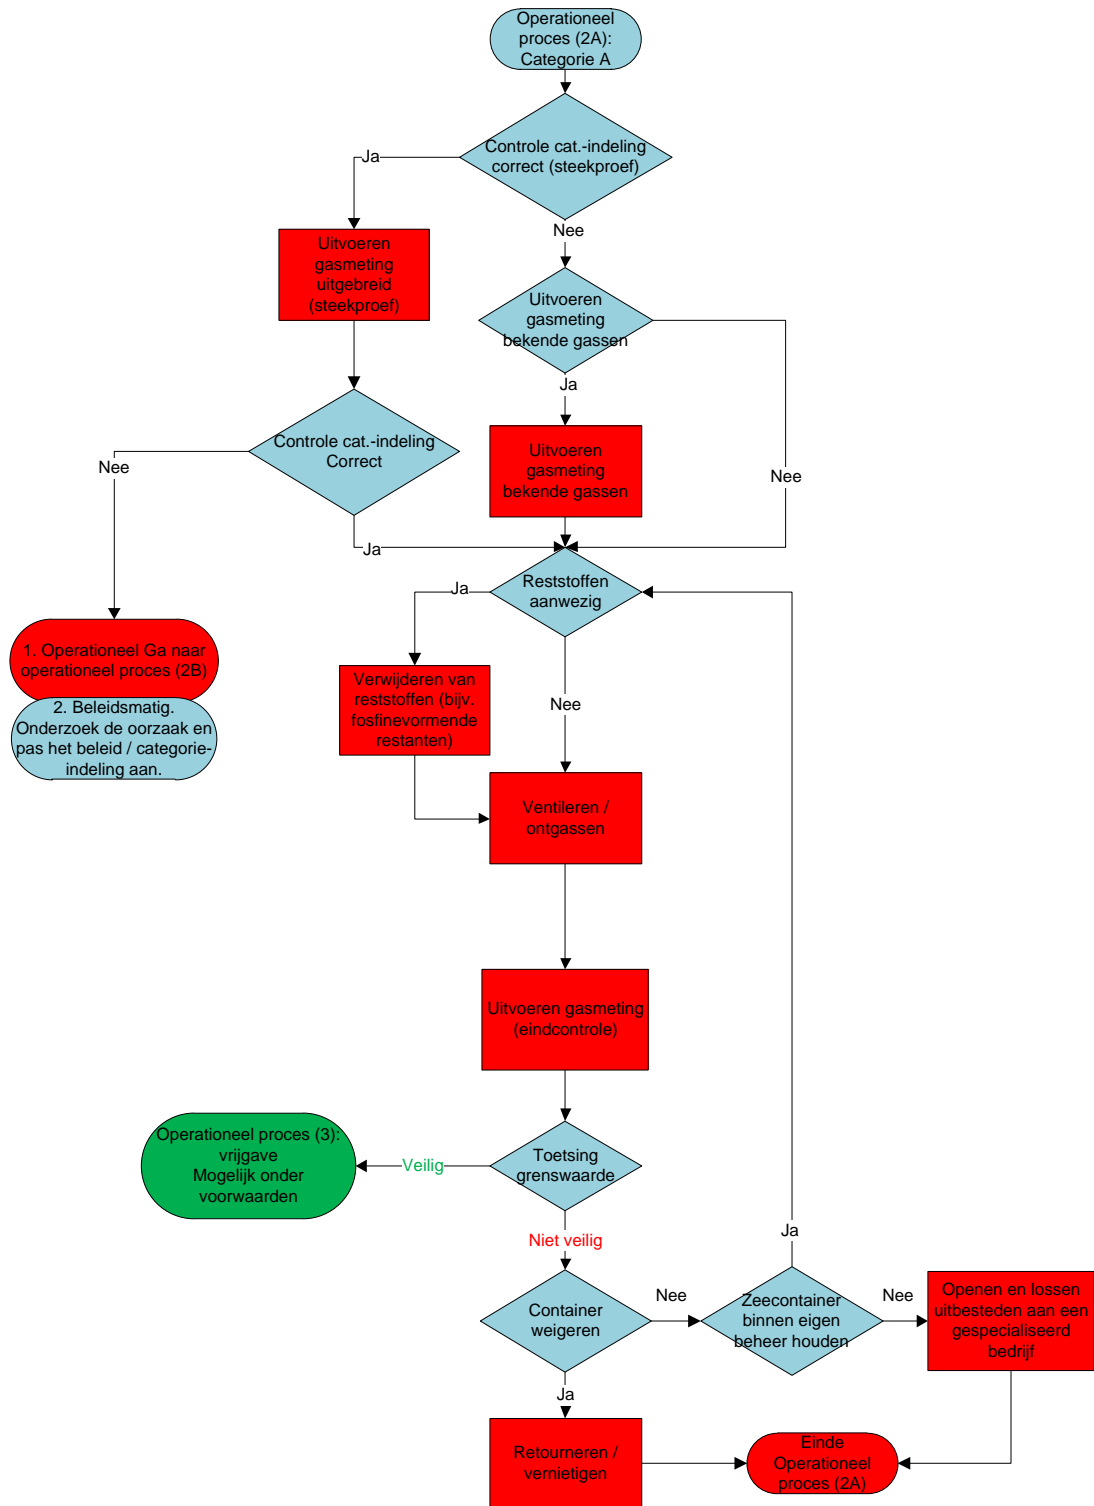 Operationeel
proces (2A):
Categorie A
Controle cat.-indeling
correct (steekproef)
Ja
Nee
Uitvoeren
gasmeting
uitgebreid
(steekproef)
Uitvoeren
gasmeting
bekende gassen
Ja
Nee
Controle cat.-indeling
Correct
Nee
Ja
Uitvoeren
gasmeting
bekende gassen
Reststoffen
aanwezig
Ja
Nee
1. Operationeel Ga naar
operationeel proces (2B)
2. Beleidsmatig.
Onderzoek de oorzaak en
pas het beleid / categorie-
indeling aan.
Verwijderen van
reststoffen (bijv.
fosfinevormende
restanten)
Ventileren /
ontgassen
Uitvoeren gasmeting
(eindcontrole)
Operationeel proces (3):
vrijgave
Mogelijk onder
voorwaarden
Veilig
Toetsing
grenswaarde
Niet veilig
Ja
Container
weigeren
Nee
Zeecontainer
binnen eigen
beheer houden
Nee
Openen en lossen
uitbesteden aan een
gespecialiseerd
bedrijf
Ja
Retourneren /
vernietigen
Einde
Operationeel
proces (2A)